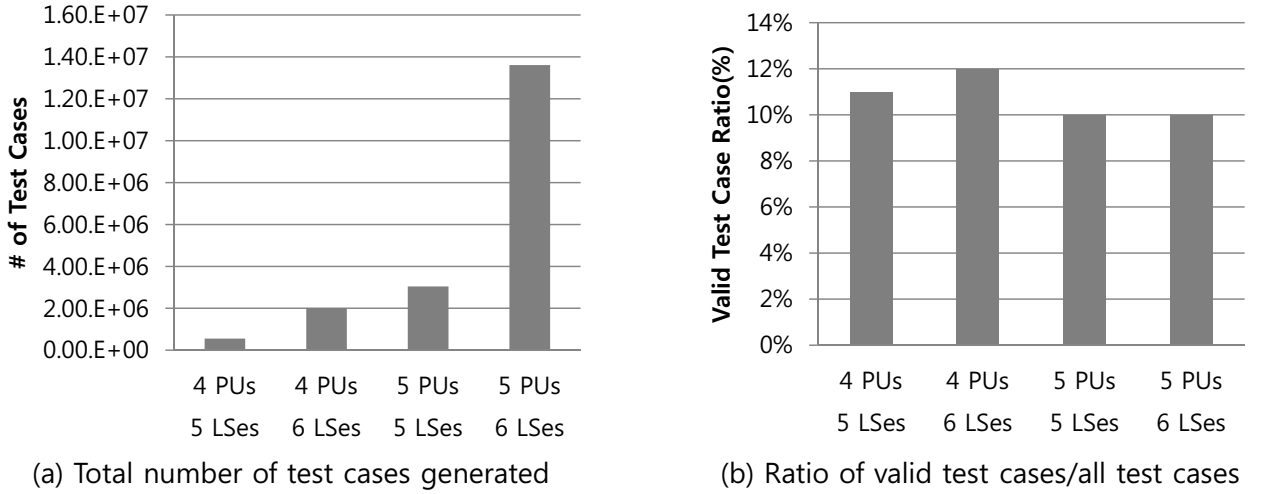 # of Test Cases
1.60.E+07
1.40.E+07
1.20.E+07
1.00.E+07
8.00.E+06
6.00.E+06
4.00.E+06
2.00.E+06
0.00.E+00
4 PUs 4 PUs 5 PUs 5 PUs
5 LSes 6 LSes 5 LSes 6 LSes
(a) Total number of test cases generated
Valid Test Case Ratio(%)
14%
12%
10%
8%
6%
4%
2%
0%
4 PUs 4 PUs 5 PUs 5 PUs
5 LSes 6 LSes 5 LSes 6 LSes
(b) Ratio of valid test cases/all test cases